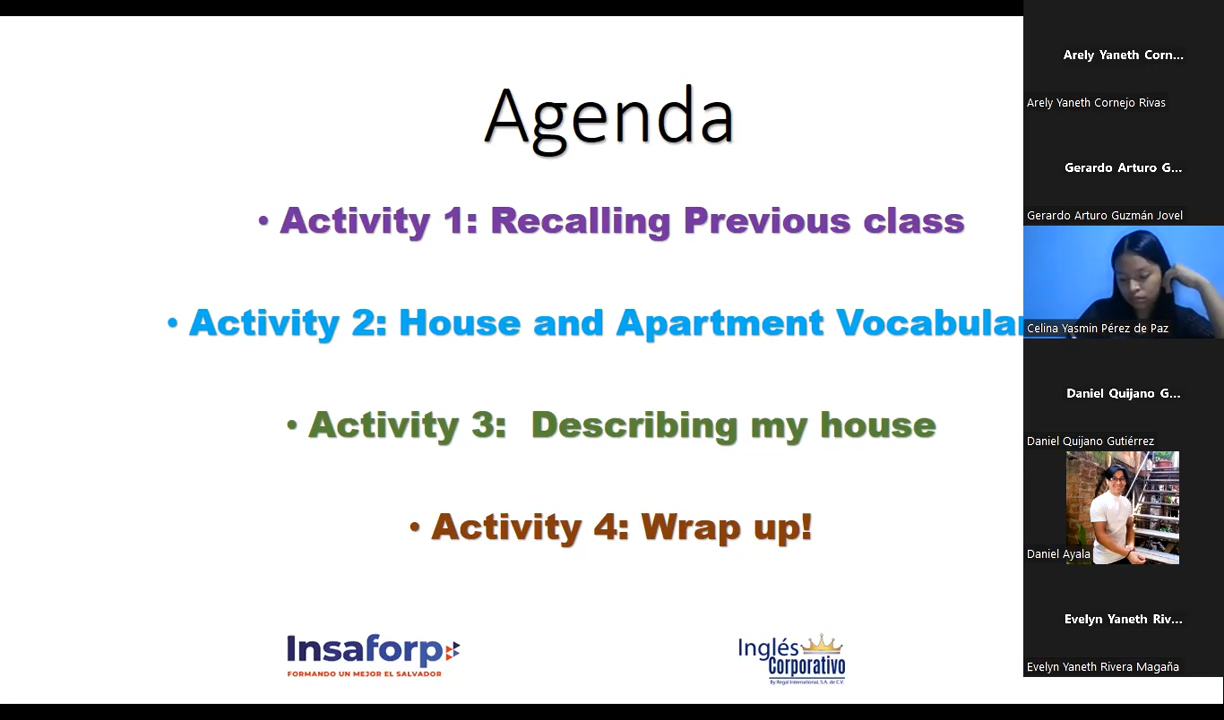 Agenda
• Activity 1: Recalling Previous class
• Activity 2: House and Apartment Vocabular
• Activity 3: Describing my house
• Activity 4: Wrap up!
Insaforp
FORMANDO UN MEJOR EL SALVADOR
Inglés
Corporativo
By Regal International, S.A. de C.V.
Arely Yaneth Corn...
Arely Yaneth Cornejo Rivas
Gerardo Arturo G...
Gerardo Arturo Guzmán Jovel
Celina Yasmin Pérez de Paz
Daniel Quijano G...
Daniel Quijano Gutiérrez
Daniel Ayala
Evelyn Yaneth Riv...
Evelyn Yaneth Rivera Magaña